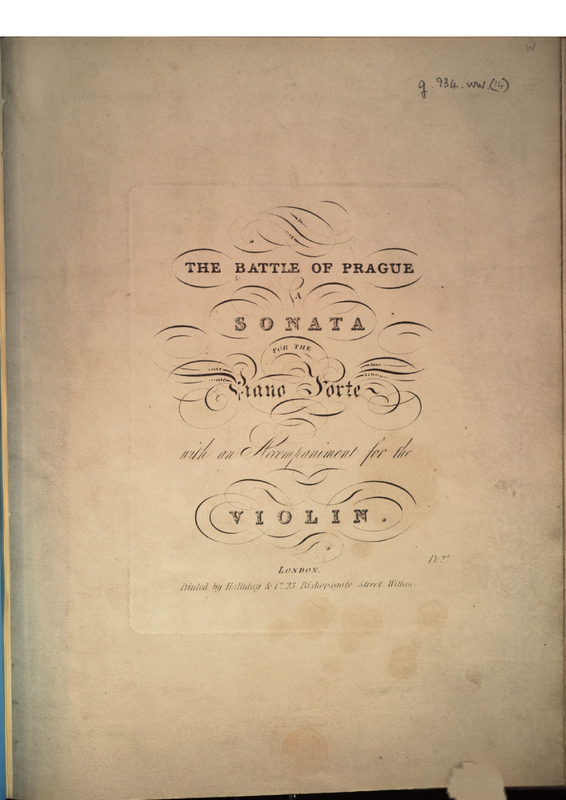 W
g. 934. ww. (14)
THE BATTLE OF PRAGUE
A
SONATA
FOR THE
Piano Forte
with an Accompaniment for the
VIOLIN.
LONDON.
Printed by Halliday & Co. 23 Bishopsgate Street Within.